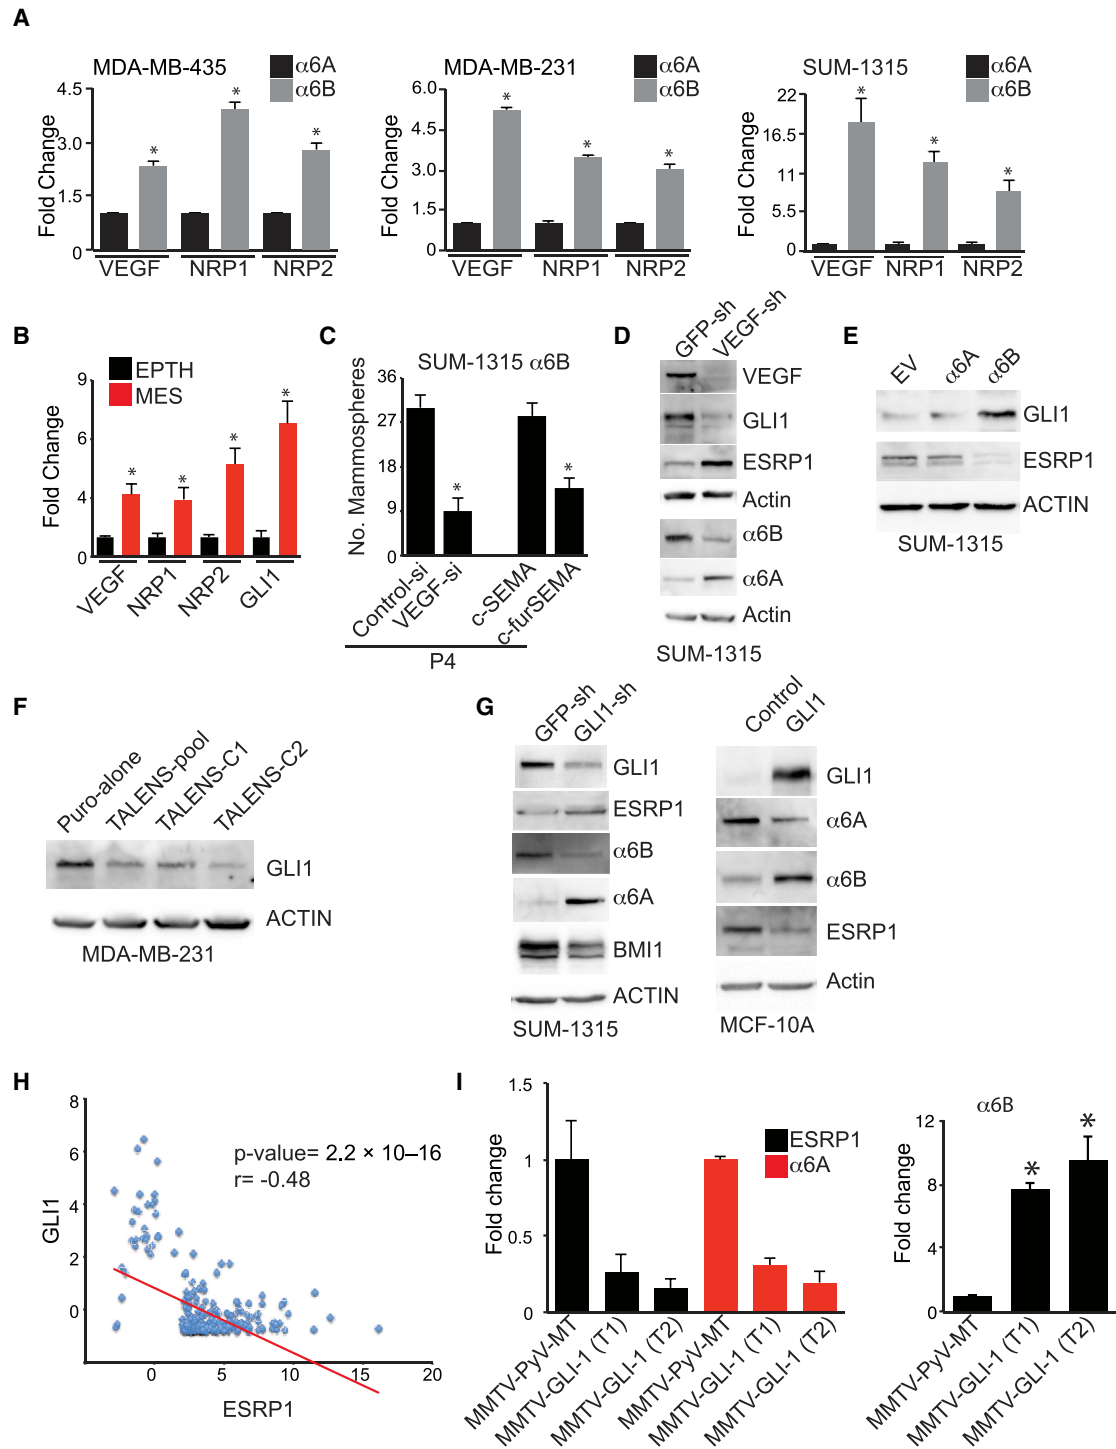 A
MDA-MB-435
α6A
α6B
Fold Change
4.5
3.0
1.5
0
*
*
*
VEGF
NRP1
NRP2
MDA-MB-231
α6A
α6B
Fold Change
6.0
4.5
3.0
1.5
0
*
*
*
VEGF
NRP1
NRP2
SUM-1315
α6A
α6B
Fold Change
22
16.5
11
5.5
0
*
*
*
VEGF
NRP1
NRP2
B
EPTH
MES
Fold Change
9
6
4
0
*
*
*
*
VEGF
NRP1
NRP2
GLI1
C
SUM-1315 α6B
No. Mammospheres
36
27
18
9
0
*
*
Control-si
VEGF-si
c-SEMA
c-furSEMA
P4
D
GFP-sh
VEGF-sh
VEGF
GLI1
ESRP1
Actin
α6B
α6A
Actin
SUM-1315
E
EV
α6A
α6B
GLI1
ESRP1
ACTIN
SUM-1315
F
Puro-alone
TALENS-pool
TALENS-C1
TALENS-C2
GLI1
ACTIN
MDA-MB-231
G
GFP-sh
GLI1-sh
GLI1
ESRP1
α6B
α6A
BMI1
ACTIN
SUM-1315
Control
GLI1
GLI1
α6A
α6B
ESRP1
Actin
MCF-10A
H
GLI1
8
6
4
2
0
p-value= 2.2 × 10–16
r= -0.48
0
5
10
15
20
ESRP1
I
Fold change
1.5
1
0.5
0
ESRP1
α6A
MMTV-PyV-MT
MMTV-GLI-1 (T1)
MMTV-GLI-1 (T2)
MMTV-PyV-MT
MMTV-GLI-1 (T1)
MMTV-GLI-1 (T2)
α6B
Fold change
12
8
4
0
*
*
MMTV-PyV-MT
MMTV-GLI-1 (T1)
MMTV-GLI-1 (T2)